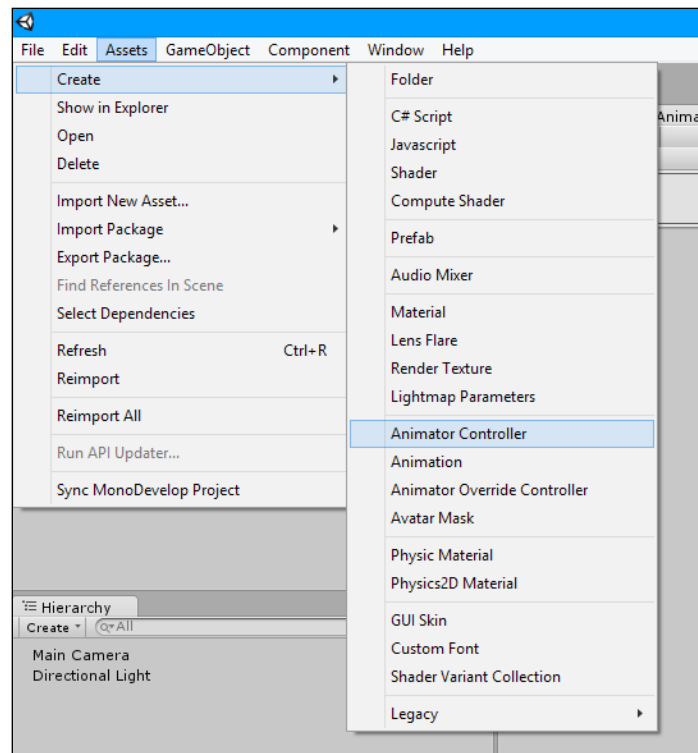 File Edit Assets GameObject Component Window Help
Create
Show in Explorer
Open
Delete
Import New Asset...
Import Package
Export Package...
Find References In Scene
Select Dependencies
Refresh Ctrl+R
Reimport
Reimport All
Run API Updater...
Sync MonoDevelop Project
Folder
C# Script
Javascript
Shader
Compute Shader
Prefab
Audio Mixer
Material
Lens Flare
Render Texture
Lightmap Parameters
Animator Controller
Animation
Animator Override Controller
Avatar Mask
Physic Material
Physics2D Material
GUI Skin
Custom Font
Shader Variant Collection
Legacy
Anima
Hierarchy
Create All
Main Camera
Directional Light